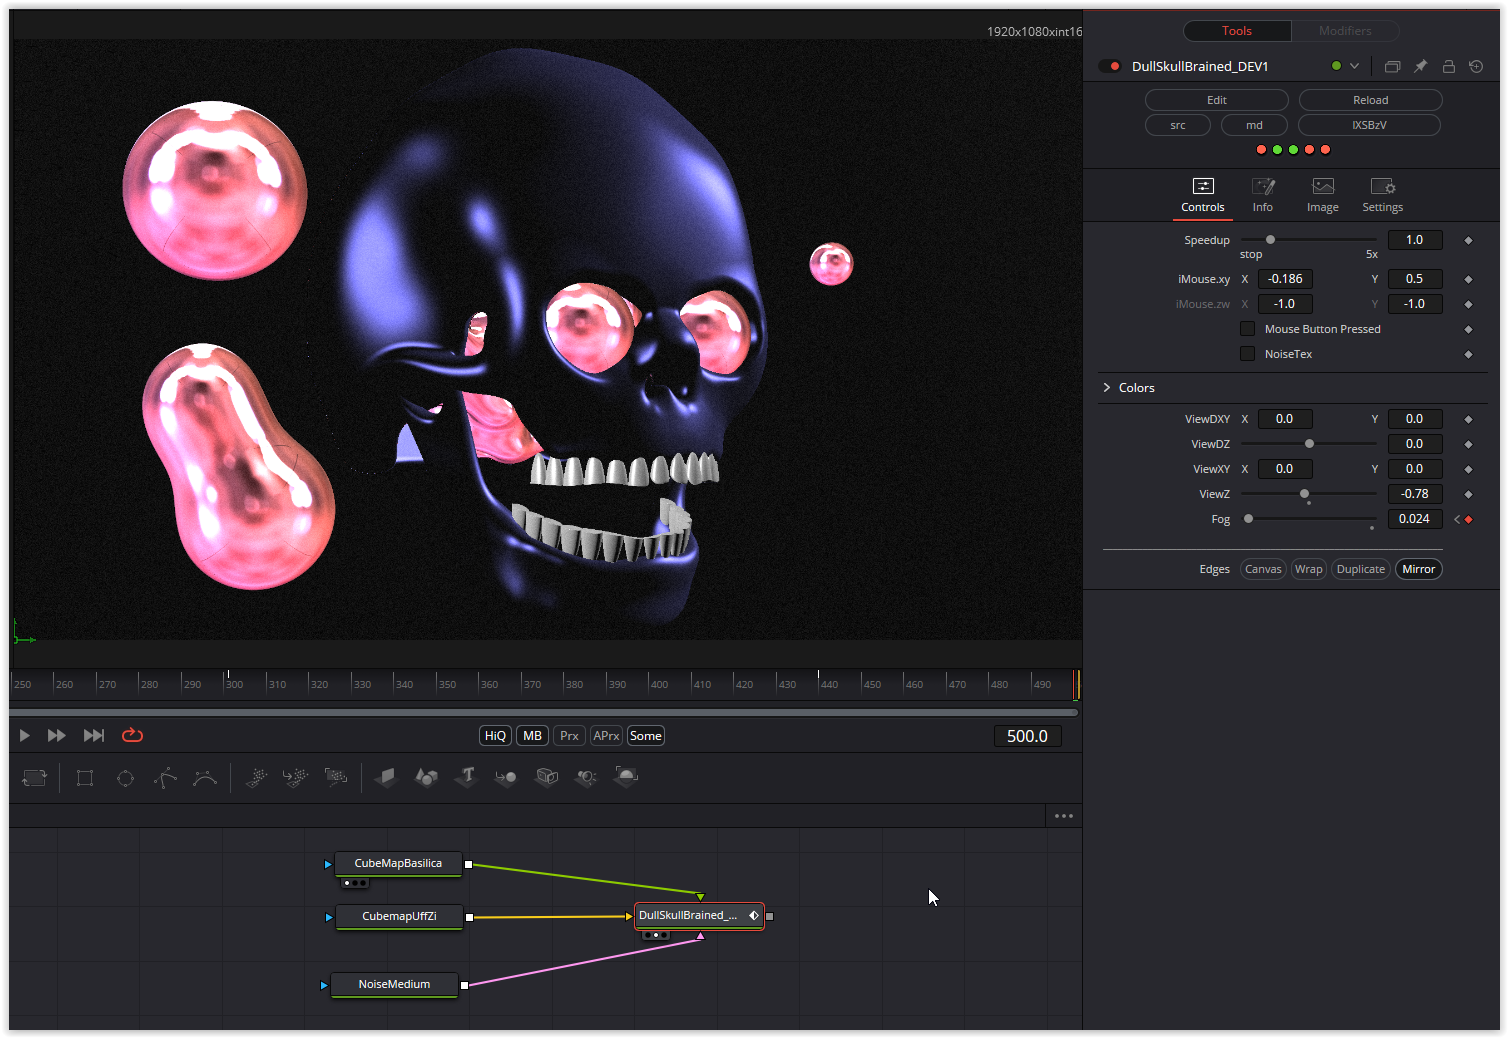 1920x1080xint16
Tools Modifiers
DullSkullBrained_DEV1
Edit Reload
src md lXSBzV
Controls Info Image Settings
Speedup 1.0
stop 5x
iMouse.xy X -0.186 Y 0.5
iMouse.zw X -1.0 Y -1.0
Mouse Button Pressed
NoiseTex
Colors
ViewDXY X 0.0 Y 0.0
ViewDZ 0.0
ViewXY X 0.0 Y 0.0
ViewZ -0.78
Fog 0.024
Edges Canvas Wrap Duplicate Mirror
250 260 270 280 290 300 310 320 330 340 350 360 370 380 390 400 410 420 430 440 450 460 470 480 490
HiQ MB Prx APrx Some 500.0
T
CubeMapBasilica
CubemapUffZi
DullSkullBrained_...
NoiseMedium